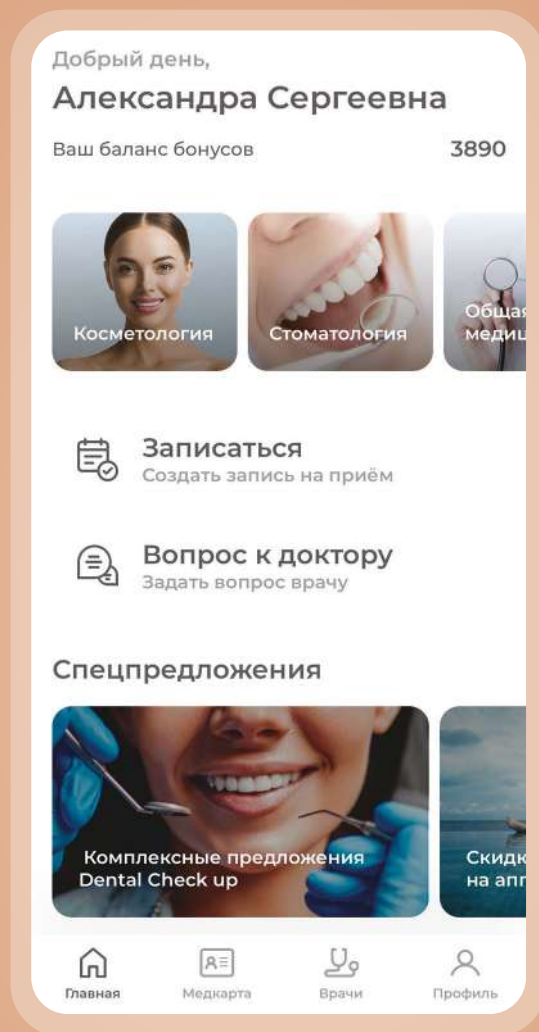 Добрый день,
Александра Сергеевна
Ваш баланс бонусов 3890
Косметология
Стоматология
Записаться
Создать запись на приём
Вопрос к доктору
Задать вопрос врачу
Спецпредложения
Комплексные предложения
Dental Check up
на
Главная
Медкарта
Врачи
Профиль